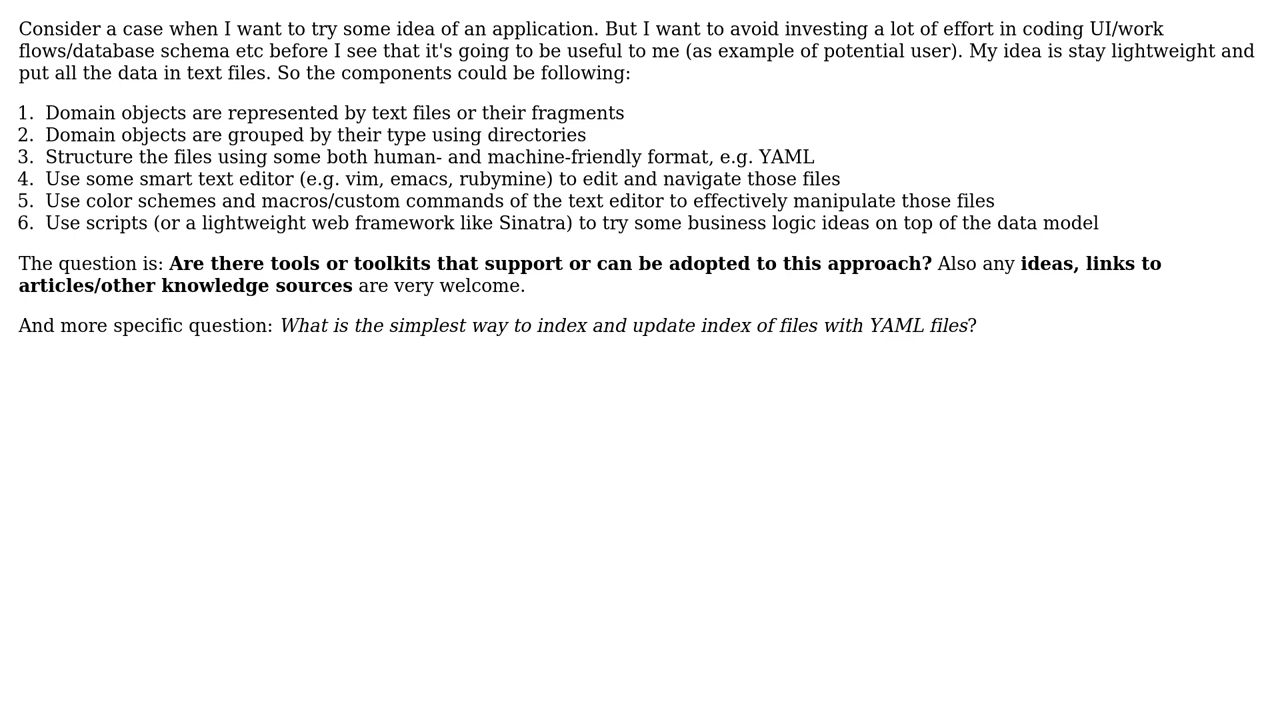 Consider a case when I want to try some idea of an application. But I want to avoid investing a lot of effort in coding UI/work
flows/database schema etc before I see that it's going to be useful to me (as example of potential user). My idea is stay lightweight and
put all the data in text files. So the components could be following:
1. Domain objects are represented by text files or their fragments
2. Domain objects are grouped by their type using directories
3. Structure the files using some both human- and machine-friendly format, e.g. YAML
4. Use some smart text editor (e.g. vim, emacs, rubymine) to edit and navigate those files
5. Use color schemes and macros/custom commands of the text editor to effectively manipulate those files
6. Use scripts (or a lightweight web framework like Sinatra) to try some business logic ideas on top of the data model
The question is: Are there tools or toolkits that support or can be adopted to this approach? Also any ideas, links to
articles/other knowledge sources are very welcome.
And more specific question: What is the simplest way to index and update index of files with YAML files?